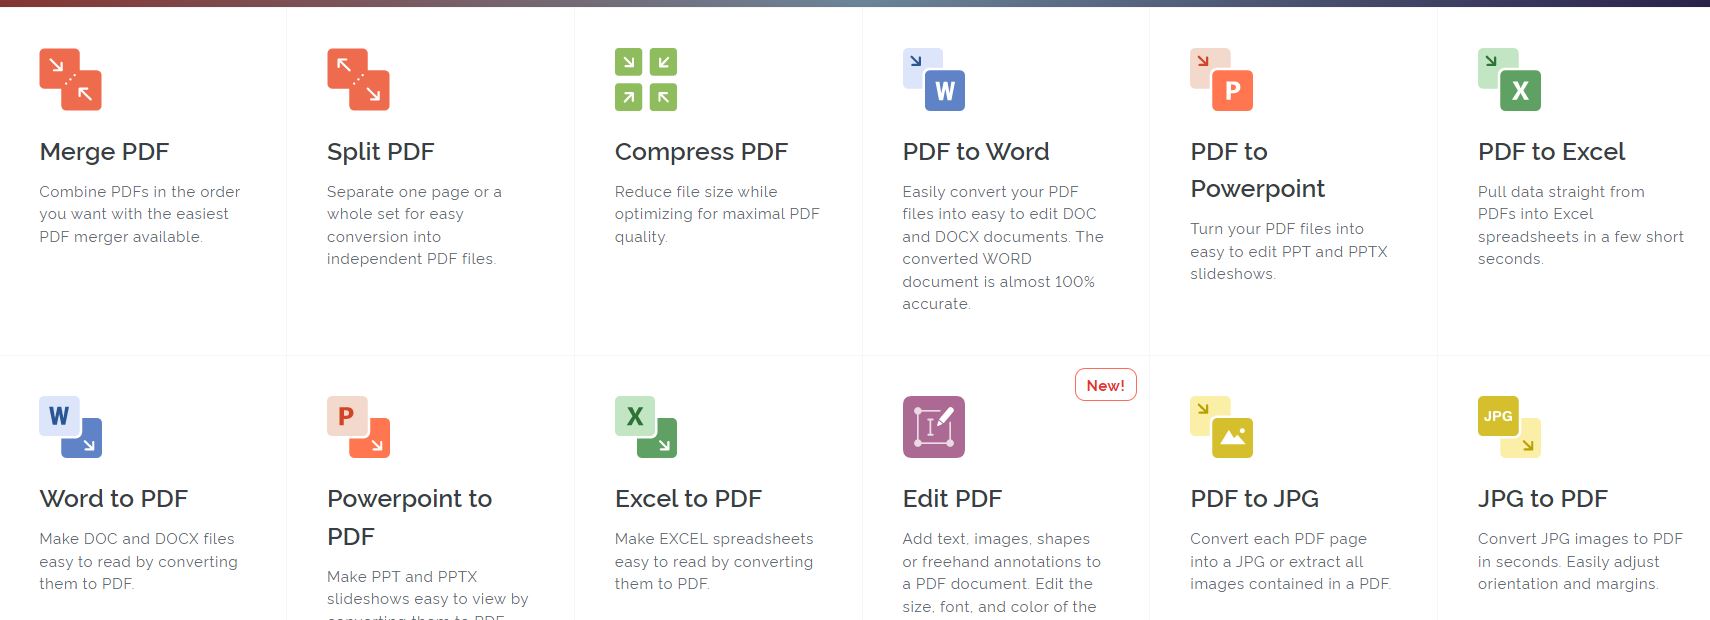 Merge PDF
Combine PDFs in the order
you want with the easiest
PDF merger available.
Split PDF
Separate one page or a
whole set for easy
conversion into
independent PDF files.
Compress PDF
Reduce file size while
optimizing for maximal PDF
quality.
W
PDF to Word
Easily convert your PDF
files into easy to edit DOC
and DOCX documents. The
converted WORD
document is almost 100%
accurate.
P
PDF to
Powerpoint
Turn your PDF files into
easy to edit PPT and PPTX
slideshows.
X
PDF to Excel
Pull data straight from
PDFs into Excel
spreadsheets in a few short
seconds.
W
Word to PDF
Make DOC and DOCX files
easy to read by converting
them to PDF.
P
Powerpoint to
PDF
Make PPT and PPTX
slideshows easy to view by
converting them to PDF.
X
Excel to PDF
Make EXCEL spreadsheets
easy to read by converting
them to PDF.
New!
Edit PDF
Add text, images, shapes
or freehand annotations to
a PDF document. Edit the
size, font, and color of the
PDF to JPG
Convert each PDF page
into a JPG or extract all
images contained in a PDF.
JPG
JPG to PDF
Convert JPG images to PDF
in seconds. Easily adjust
orientation and margins.